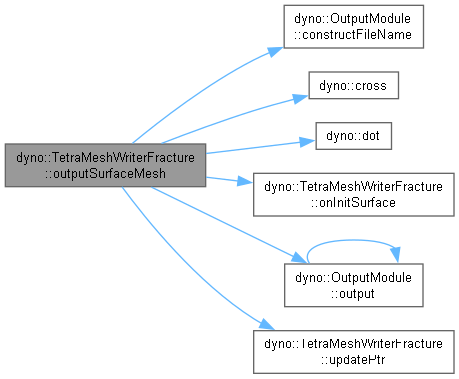 dyno::OutputModule
::constructFileName
dyno::cross
dyno::dot
dyno::TetraMeshWriterFracture
::outputSurfaceMesh
dyno::TetraMeshWriterFracture
::onInitSurface
dyno::OutputModule
::output
dyno::TetraMeshWriterFracture
::updatePtr